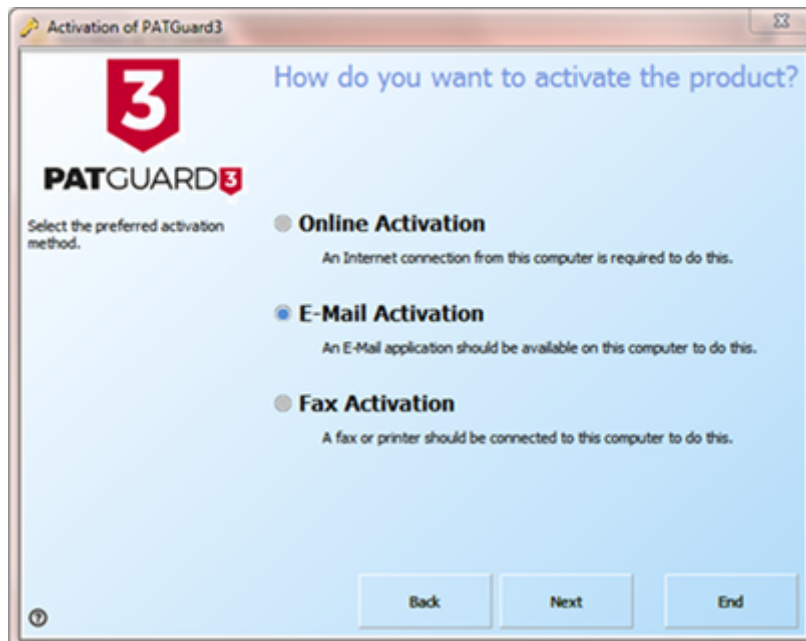 Activation of PATGuard3
How do you want to activate the product?
3
PATGUARD3
Select the preferred activation
method.
Online Activation
An Internet connection from this computer is required to do this.
E-Mail Activation
An E-Mail application should be available on this computer to do this.
Fax Activation
A fax or printer should be connected to this computer to do this.
Back
Next
End